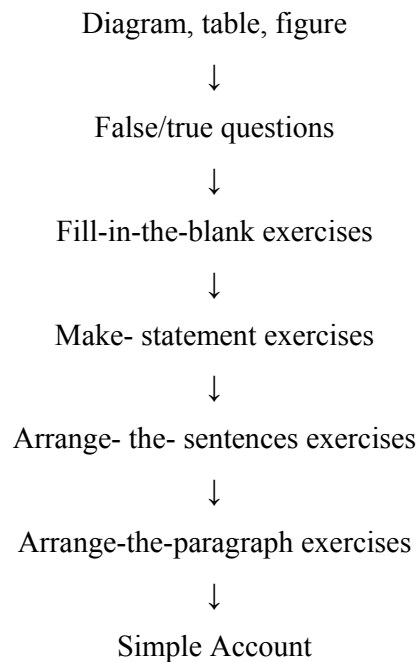 Diagram, table, figure
↓
False/true questions
↓
Fill-in-the-blank exercises
↓
Make- statement exercises
↓
Arrange- the- sentences exercises
↓
Arrange-the-paragraph exercises
↓
Simple Account